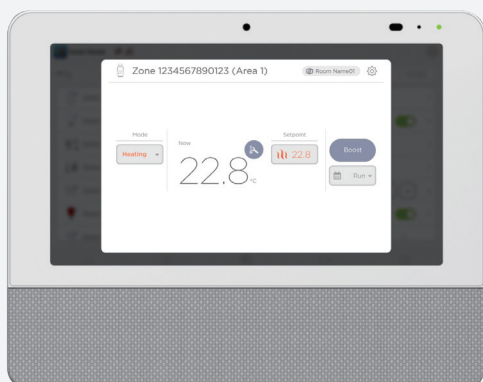 Zone 1234567890123 (Area 1)
Room Name01
Mode
Heating
Now
22.8
°C
Setpoint
22.8
Boost
Run